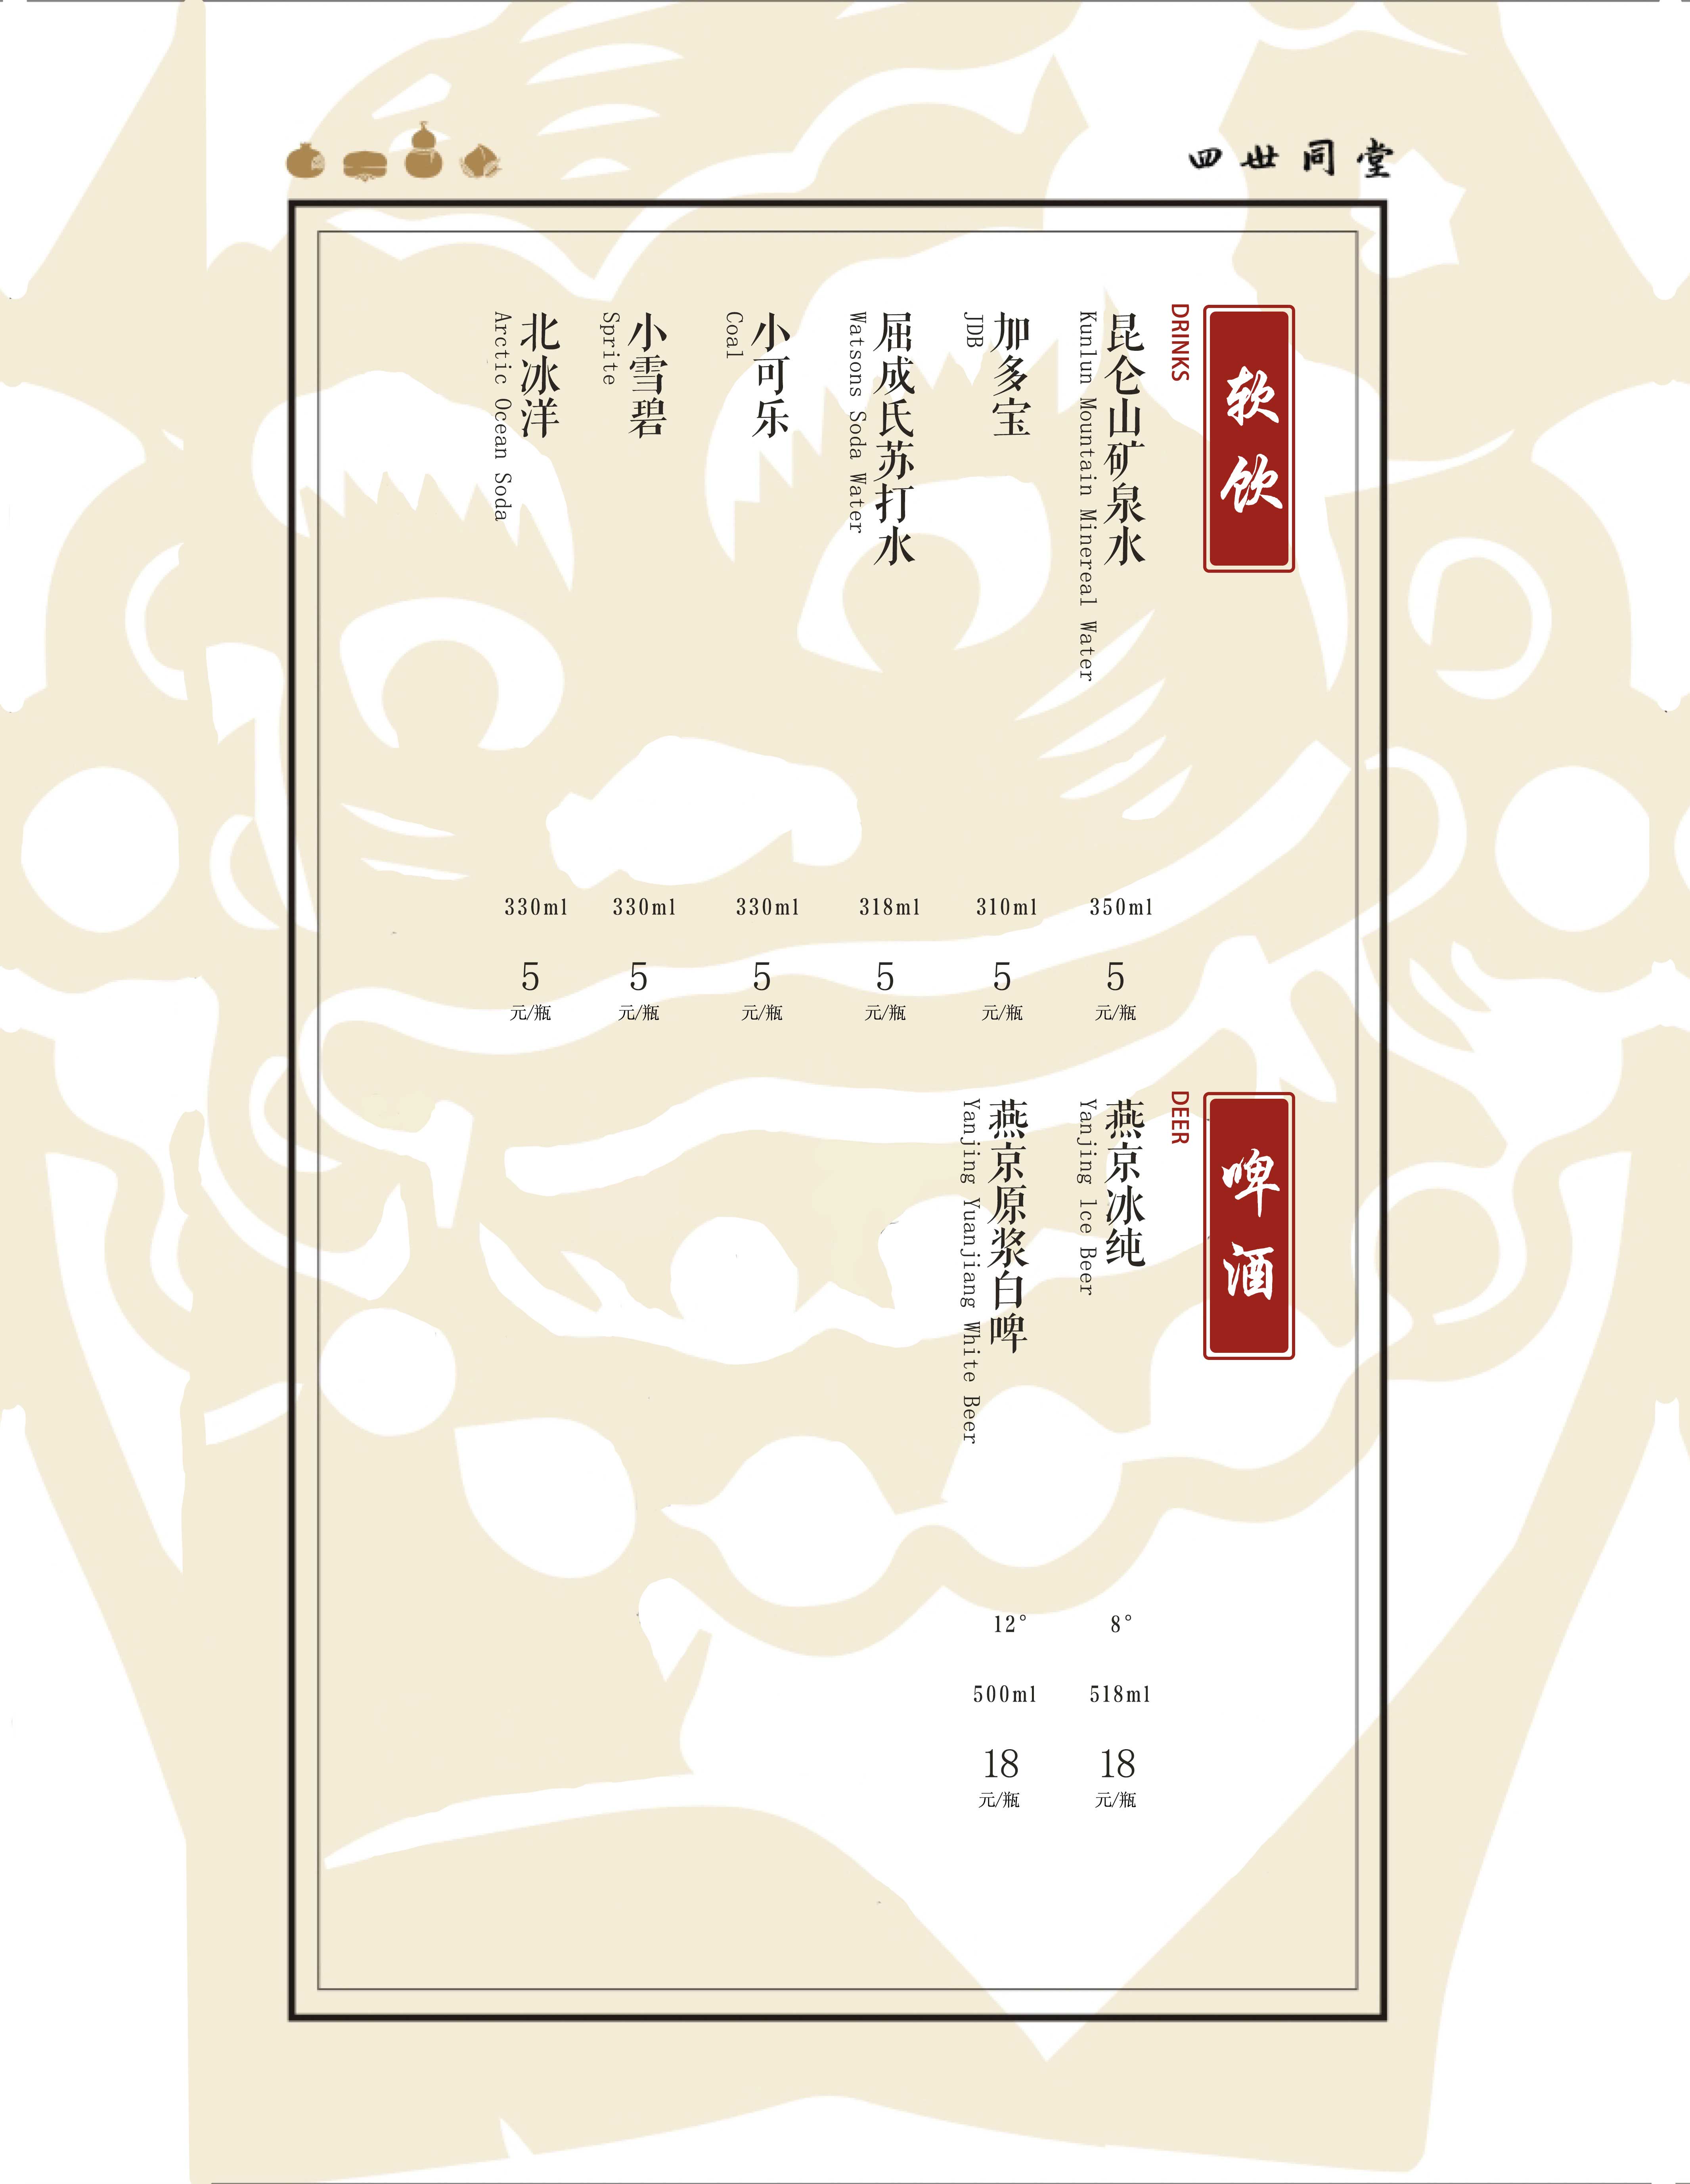 四世同堂
软饮
DRINKS
昆仑山矿泉水
Kunlun Mountain Minereal Water
350ml
5
元/瓶
加多宝
JDB
310ml
5
元/瓶
屈成氏苏打水
Watsons Soda Water
318ml
5
元/瓶
小可乐
Coal
330ml
5
元/瓶
小雪碧
Sprite
330ml
5
元/瓶
北冰洋
Arctic Ocean Soda
330ml
5
元/瓶
啤酒
DEER
燕京冰纯
Yanjing lce Beer
8°
518ml
18
元/瓶
燕京原浆白啤
Yanjing Yuanjiang White Beer
12°
500ml
18
元/瓶